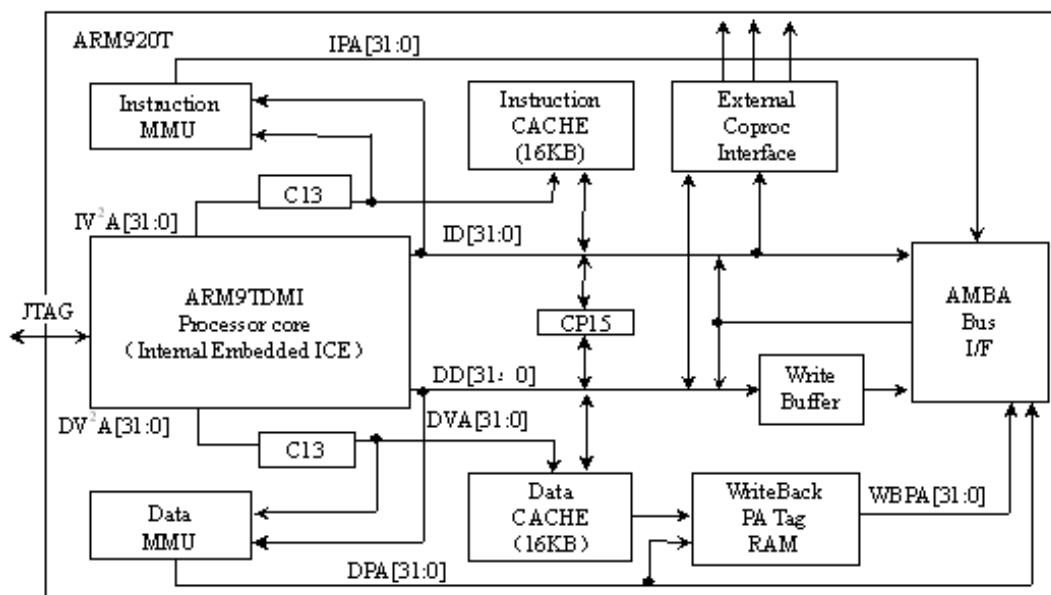 ARM920T
IPA[31:0]
Instruction
MMU
Instruction
CACHE
(16KB)
External
Coproc
Interface
C13
IV²A[31:0]
ID[31:0]
ARM9TDMI
Processor core
（Internal Embedded ICE）
JTAG
CP15
AMBA
Bus
I/F
DD[31：0]
Write
Buffer
DV²A[31:0]
DVA[31:0]
C13
Data
MMU
Data
CACHE
（16KB）
WriteBack
PA Tag
RAM
WBPA[31:0]
DPA[31:0]